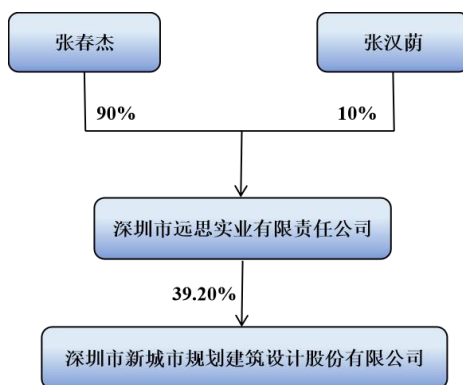 张春杰
张汉荫
90%
10%
深圳市远思实业有限责任公司
39.20%
深圳市新城市规划建筑设计股份有限公司